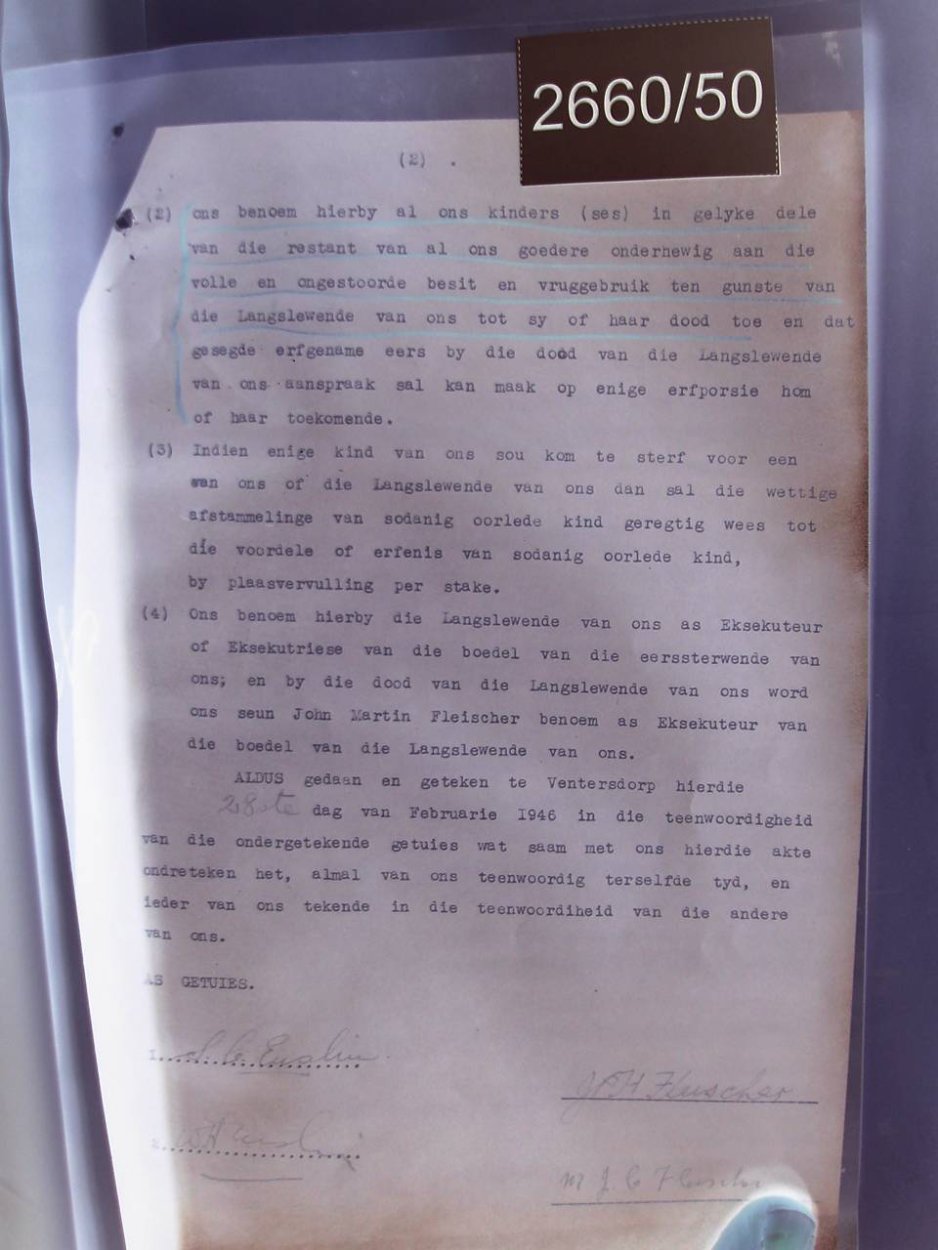 2660/50
(2) .
(2) ons benoem hierby al ons kinders (ses) in gelyke dele
van die restant van al ons goedere ondernewig aan die
volle en ongestoorde besit en vruggebruik ten gunste van
die Langslewende van ons tot sy of haar dood toe en dat
gesegde erfgename eers by die dood van die Langslewende
van ons aanspraak sal kan maak op enige erfporsie hom
of haar toekomende.
(3) Indien enige kind van ons sou kom te sterf voor een
van ons of die Langslewende van ons dan sal die wettige
afstammelinge van sodanig oorlede kind geregtig wees tot
die voordele of erfenis van sodanig oorlede kind,
by plaasvervulling per stake.
(4) Ons benoem hierby die Langslewende van ons as Eksekuteur
of Eksekutriese van die boedel van die eerssterwende van
ons; en by die dood van die Langslewende van ons word
ons seun John Martin Fleischer benoem as Eksekuteur van
die boedel van die Langslewende van ons.
ALDUS gedaan en geteken te Ventersdorp hierdie
28ste dag van Februarie 1946 in die teenwoordigheid
van die ondergetekende getuies wat saam met ons hierdie akte
ondreteken het, almal van ons teenwoordig terselfde tyd, en
ieder van ons tekende in die teenwoordiheid van die andere
van ons.
AS GETUIES.
1.
H Fleischer
2.
M J C Fleischer